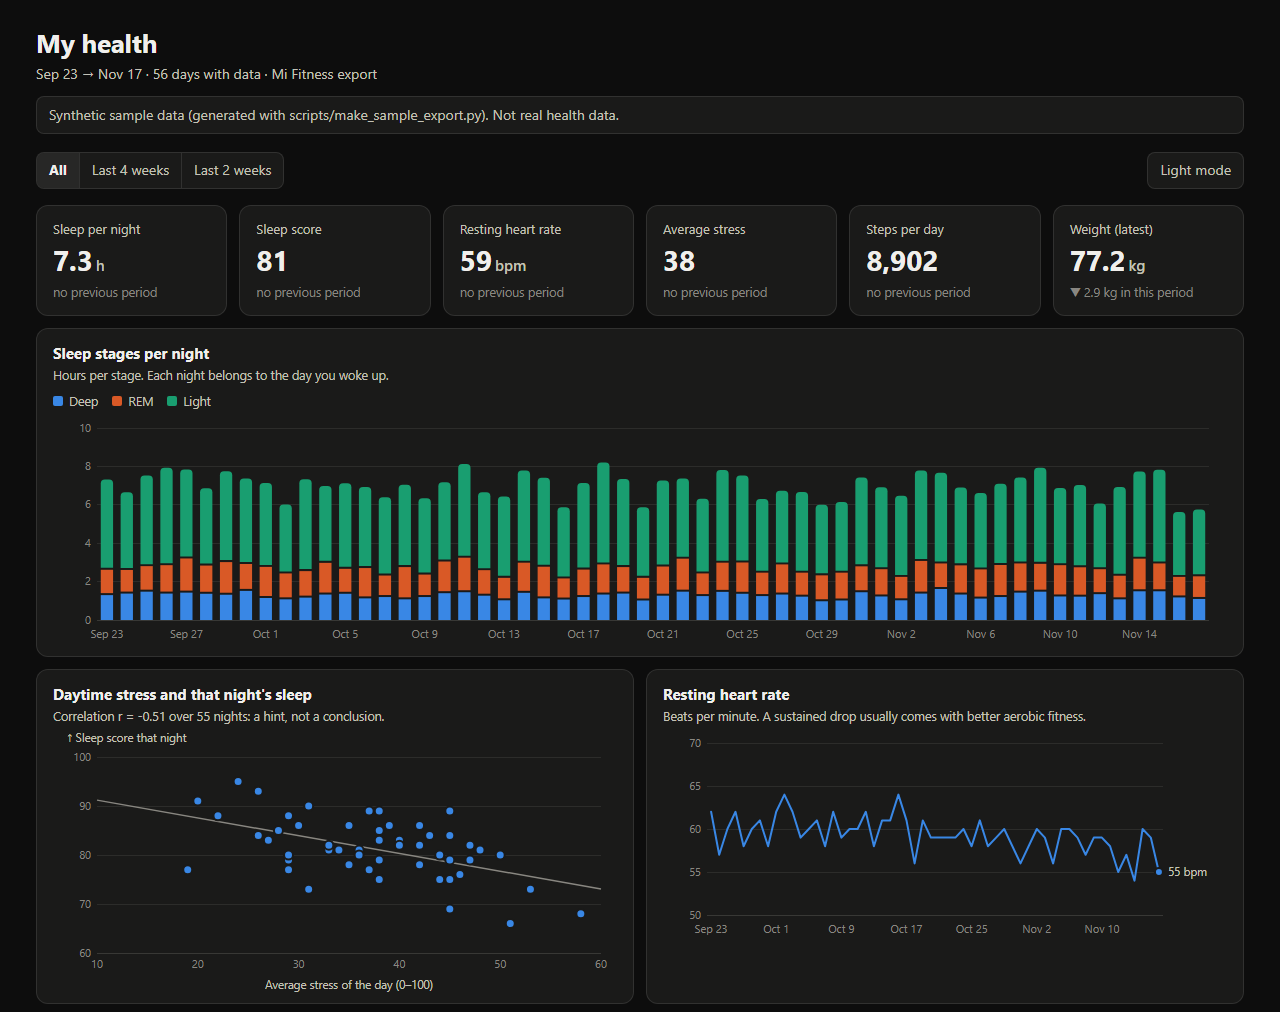 My health
Sep 23 → Nov 17 · 56 days with data · Mi Fitness export
Synthetic sample data (generated with scripts/make_sample_export.py). Not real health data.
All Last 4 weeks Last 2 weeks Light mode
Sleep per night
7.3 h
no previous period
Sleep score
81
no previous period
Resting heart rate
59 bpm
no previous period
Average stress
38
no previous period
Steps per day
8,902
no previous period
Weight (latest)
77.2 kg
▼ 2.9 kg in this period
Sleep stages per night
Hours per stage. Each night belongs to the day you woke up.
Deep REM Light
10
8
6
4
2
0
Sep 23 Sep 27 Oct 1 Oct 5 Oct 9 Oct 13 Oct 17 Oct 21 Oct 25 Oct 29 Nov 2 Nov 6 Nov 10 Nov 14
Daytime stress and that night's sleep
Correlation r = -0.51 over 55 nights: a hint, not a conclusion.
↑ Sleep score that night
100
90
80
70
60
10 20 30 40 50 60
Average stress of the day (0–100)
Resting heart rate
Beats per minute. A sustained drop usually comes with better aerobic fitness.
70
65
60
55
50
55 bpm
Sep 23 Oct 1 Oct 9 Oct 17 Oct 25 Nov 2 Nov 10